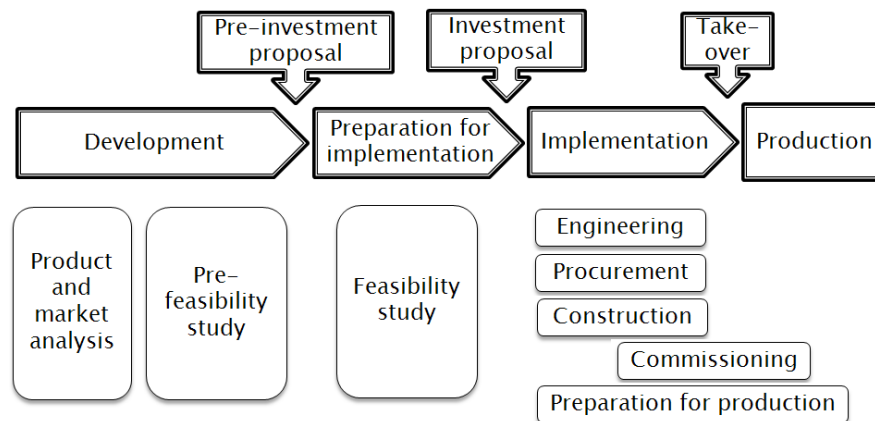 Pre-investment
proposal
Investment
proposal
Take-
over
Development
Preparation for
implementation
Implementation
Production
Product
and
market
analysis
Pre-
feasibility
study
Feasibility
study
Engineering
Procurement
Construction
Commissioning
Preparation for production